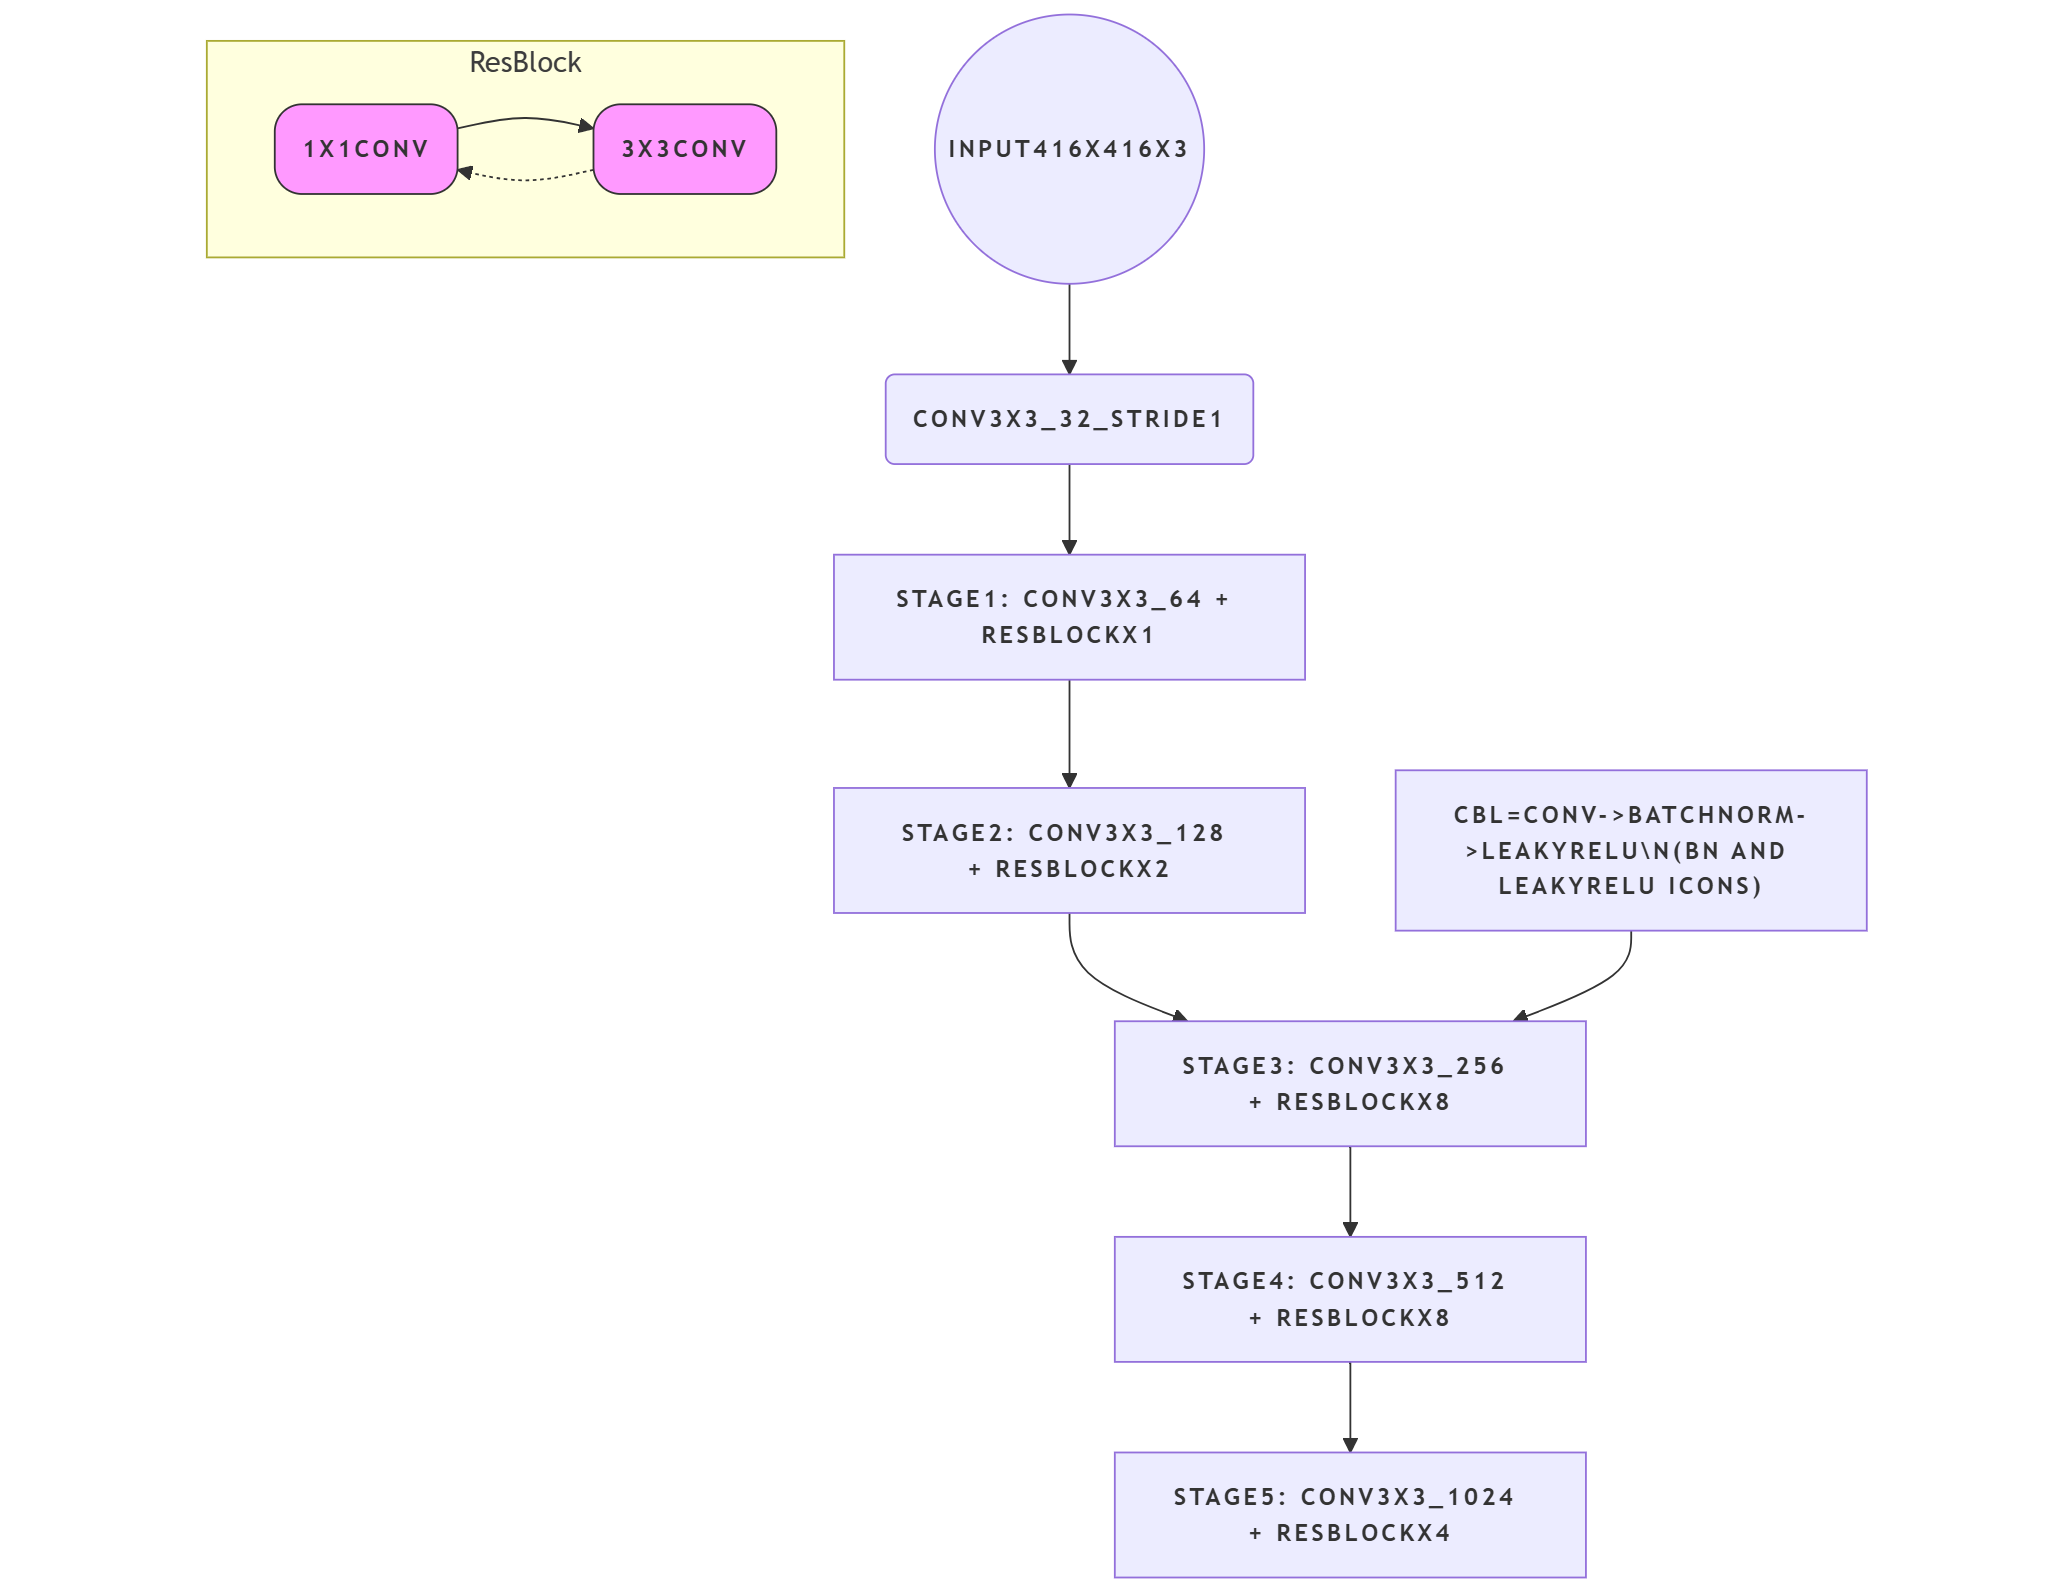 ResBlock
1X1CONV
3X3CONV
INPUT416X416X3
CONV3X3_32_STRIDE1
STAGE1: CONV3X3_64 +
RESBLOCKX1
STAGE2: CONV3X3_128
+ RESBLOCKX2
CBL=CONV->BATCHNORM-
>LEAKYRELU\N(BN AND
LEAKYRELU ICONS)
STAGE3: CONV3X3_256
+ RESBLOCKX8
STAGE4: CONV3X3_512
+ RESBLOCKX8
STAGE5: CONV3X3_1024
+ RESBLOCKX4